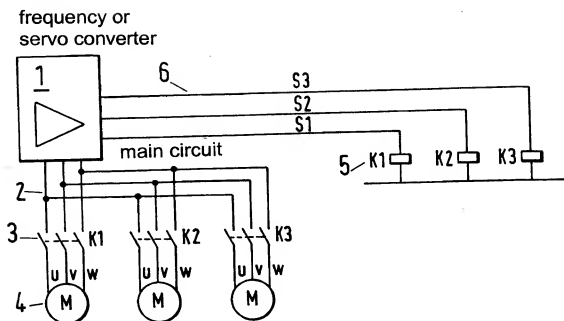 frequency or
servo converter
1
6
S3
S2
S1
main circuit
5 K1 K2 K3
2
3 K1 K2 K3
U V W U V W U V W
4 M M M